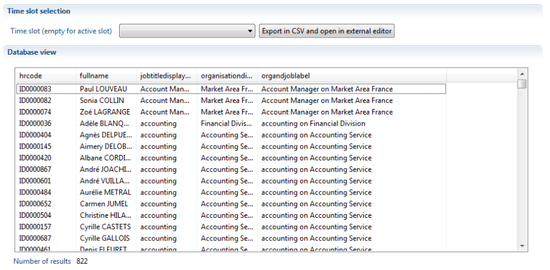 Time slot selection
Time slot (empty for active slot) Export in CSV and open in external editor
Database view
hrcode fullname jobtitledisplay... organisationdi... organdjoblabel
ID0000083 Paul LOUVEAU Account Man... Market Area Fr... Account Manager on Market Area France
ID0000082 Sonia COLLIN Account Man... Market Area Fr... Account Manager on Market Area France
ID0000074 Zoé LAGRANGE Account Man... Market Area Fr... Account Manager on Market Area France
ID0000036 Adèle BLANQ... accounting Financial Divis... accounting on Financial Division
ID0000404 Agnès DELPUE... accounting Accounting Se... accounting on Accounting Service
ID0000145 Aimery DELOB... accounting Accounting Se... accounting on Accounting Service
ID0000420 Albane CORDI... accounting Accounting Se... accounting on Accounting Service
ID0000867 André JOACHI... accounting Accounting Se... accounting on Accounting Service
ID0000601 André VUILLA... accounting Accounting Se... accounting on Accounting Service
ID0000484 Aurélie METRAL accounting Accounting Se... accounting on Accounting Service
ID0000652 Carmen JUMEL accounting Accounting Se... accounting on Accounting Service
ID0000504 Christine HILA... accounting Accounting Se... accounting on Accounting Service
ID0000157 Cyrille CASTETS accounting Accounting Se... accounting on Accounting Service
ID0000687 Cyrille GALLOIS accounting Accounting Se... accounting on Accounting Service
ID0000461 Denis FLEURET accounting Accounting Se... accounting on Accounting Service
Number of results 822